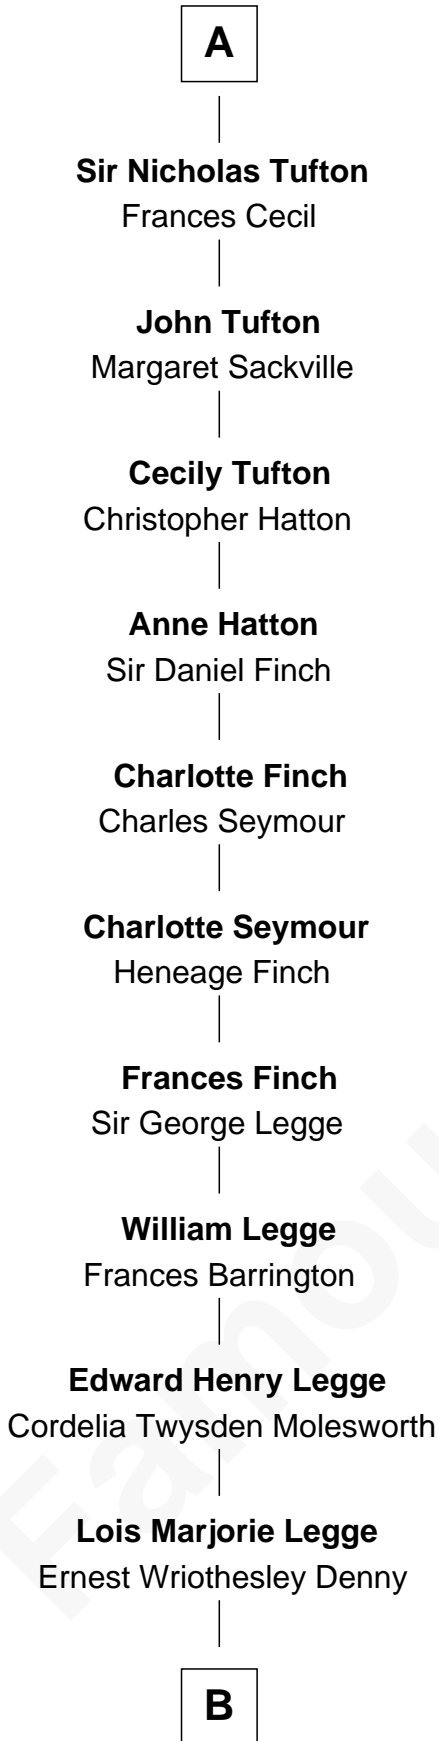 A
Sir Nicholas Tufton
Frances Cecil
John Tufton
Margaret Sackville
Cecily Tufton
Christopher Hatton
Anne Hatton
Sir Daniel Finch
Charlotte Finch
Charles Seymour
Charlotte Seymour
Heneage Finch
Frances Finch
Sir George Legge
William Legge
Frances Barrington
Edward Henry Legge
Cordelia Twysden Molesworth
Lois Marjorie Legge
Ernest Wriothesley Denny
B
Famou